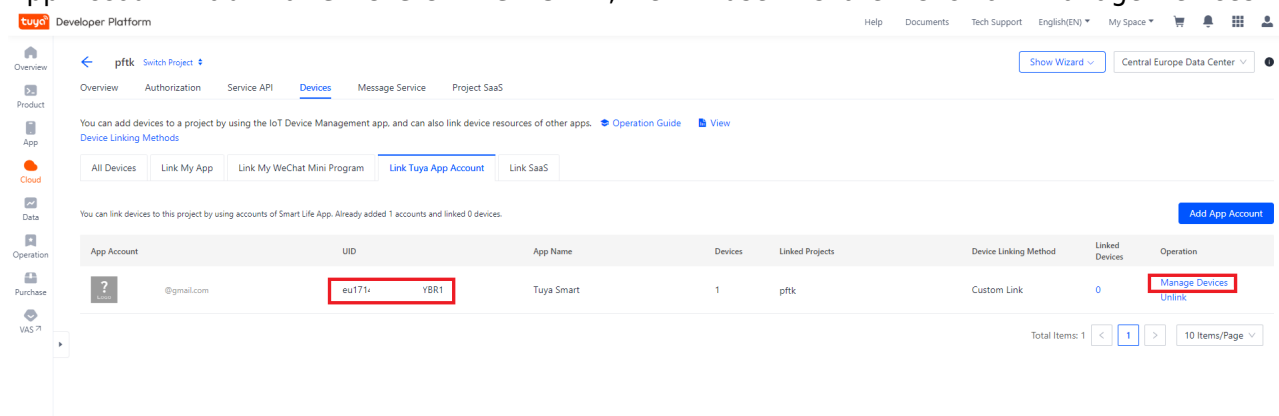 tuya Developer Platform
Help Documents Tech Support English(EN) My Space
Overview
Product
App
Cloud
Data
Operation
Purchase
VAS
pftk Switch Project
Show Wizard
Central Europe Data Center
Overview Authorization Service API Devices Message Service Project SaaS
You can add devices to a project by using the IoT Device Management app, and can also link device resources of other apps. Operation Guide View
Device Linking Methods
All Devices Link My App Link My WeChat Mini Program Link Tuya App Account Link SaaS
You can link devices to this project by using accounts of Smart Life App. Already added 1 accounts and linked 0 devices.
Add App Account
App Account UID App Name Devices Linked Projects Device Linking Method Linked Devices Operation
? @gmail.com eu171 YBR1 Tuya Smart 1 pftk Custom Link 0 Manage Devices
Unlink
Total Items: 1 < 1 > 10 Items/Page